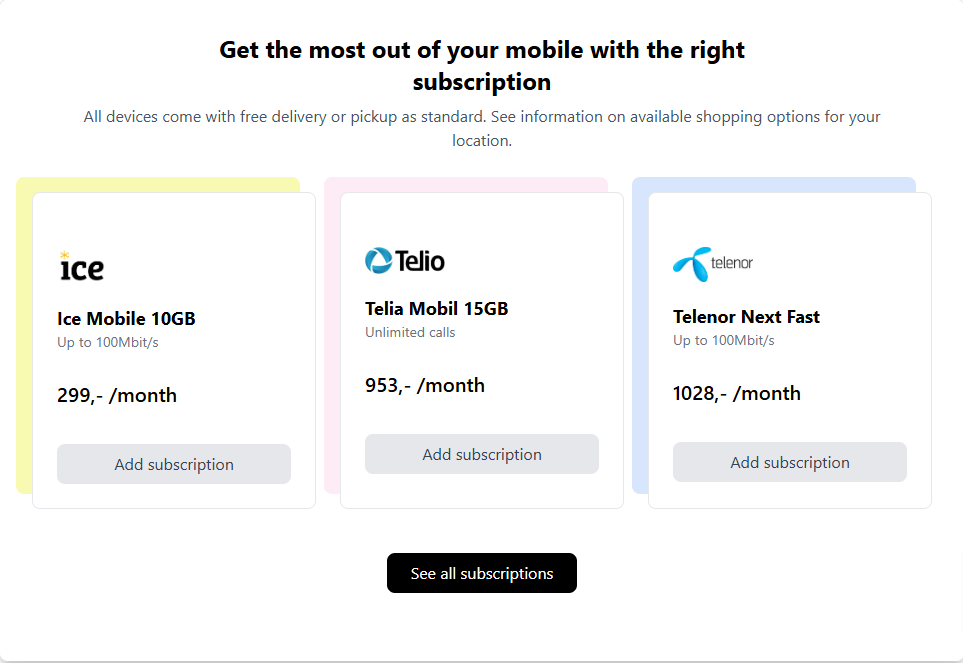 Get the most out of your mobile with the right
subscription
All devices come with free delivery or pickup as standard. See information on available shopping options for your
location.
ice
Ice Mobile 10GB
Up to 100Mbit/s
299,- /month
Add subscription
Telio
Telia Mobil 15GB
Unlimited calls
953,- /month
Add subscription
telenor
Telenor Next Fast
Up to 100Mbit/s
1028,- /month
Add subscription
See all subscriptions